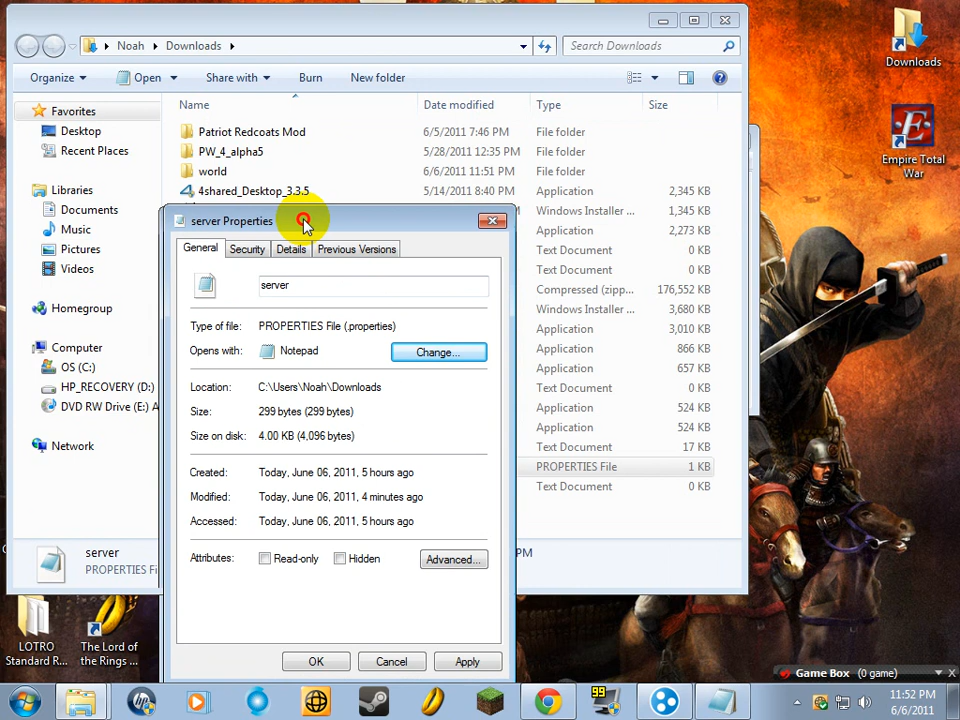 Noah
Downloads
Search Downloads
Organize
Open
Share with
Burn
New folder
Favorites
Desktop
Recent Places
Libraries
Documents
Music
Pictures
Videos
Homegroup
Computer
OS (C:)
HP_RECOVERY (D:)
DVD RW Drive (E:) A
Network
Name
Date modified
Type
Size
Patriot Redcoats Mod
6/5/2011 7:46 PM
File folder
PW_4_alpha5
5/28/2011 12:35 PM
File folder
world
6/6/2011 11:51 PM
File folder
4shared_Desktop_3.3.5
5/14/2011 8:40 PM
Application
2,345 KB
Windows Installer ...
1,345 KB
Application
2,273 KB
Text Document
0 KB
Text Document
0 KB
Compressed (zipp...
176,552 KB
Windows Installer ...
3,680 KB
Application
3,010 KB
Application
866 KB
Application
657 KB
Text Document
0 KB
Application
524 KB
Application
524 KB
Text Document
17 KB
PROPERTIES File
1 KB
Text Document
0 KB
server
PROPERTIES Fi
PM
server Properties
General
Security
Details
Previous Versions
server
Type of file:
PROPERTIES File (.properties)
Opens with:
Notepad
Change...
Location:
C:\Users\Noah\Downloads
Size:
299 bytes (299 bytes)
Size on disk:
4.00 KB (4,096 bytes)
Created:
Today, June 06, 2011, 5 hours ago
Modified:
Today, June 06, 2011, 4 minutes ago
Accessed:
Today, June 06, 2011, 5 hours ago
Attributes:
Read-only
Hidden
Advanced...
OK
Cancel
Apply
Downloads
Empire Total
War
LOTRO
Standard R...
The Lord of
the Rings ...
Game Box (0 game)
99
11:52 PM
6/6/2011